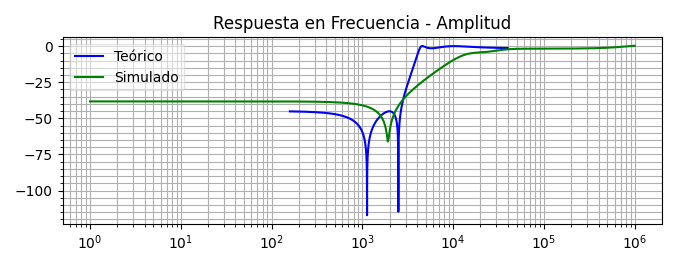 Respuesta en Frecuencia - Amplitud
Teórico
Simulado
0
−25
−50
−75
−100
10⁰ 10¹ 10² 10³ 10⁴ 10⁵ 10⁶